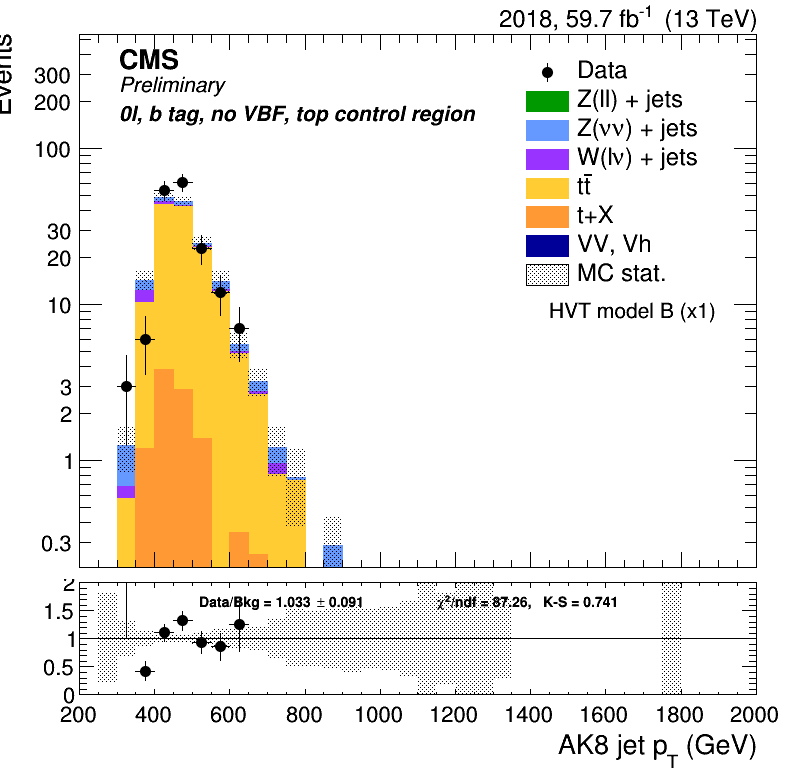 2018, 59.7 fb⁻¹ (13 TeV)
Events
CMS
Preliminary
0l, b tag, no VBF, top control region
Data
Z(ll) + jets
Z(νν) + jets
W(lν) + jets
tt̄
t+X
VV, Vh
MC stat.
HVT model B (x1)
300
200
100
30
20
10
3
2
1
0.3
Data/Bkg = 1.033 ± 0.091
χ²/ndf = 87.26, K-S = 0.741
2
1.5
1
0.5
0
200 400 600 800 1000 1200 1400 1600 1800 2000
AK8 jet p_T (GeV)